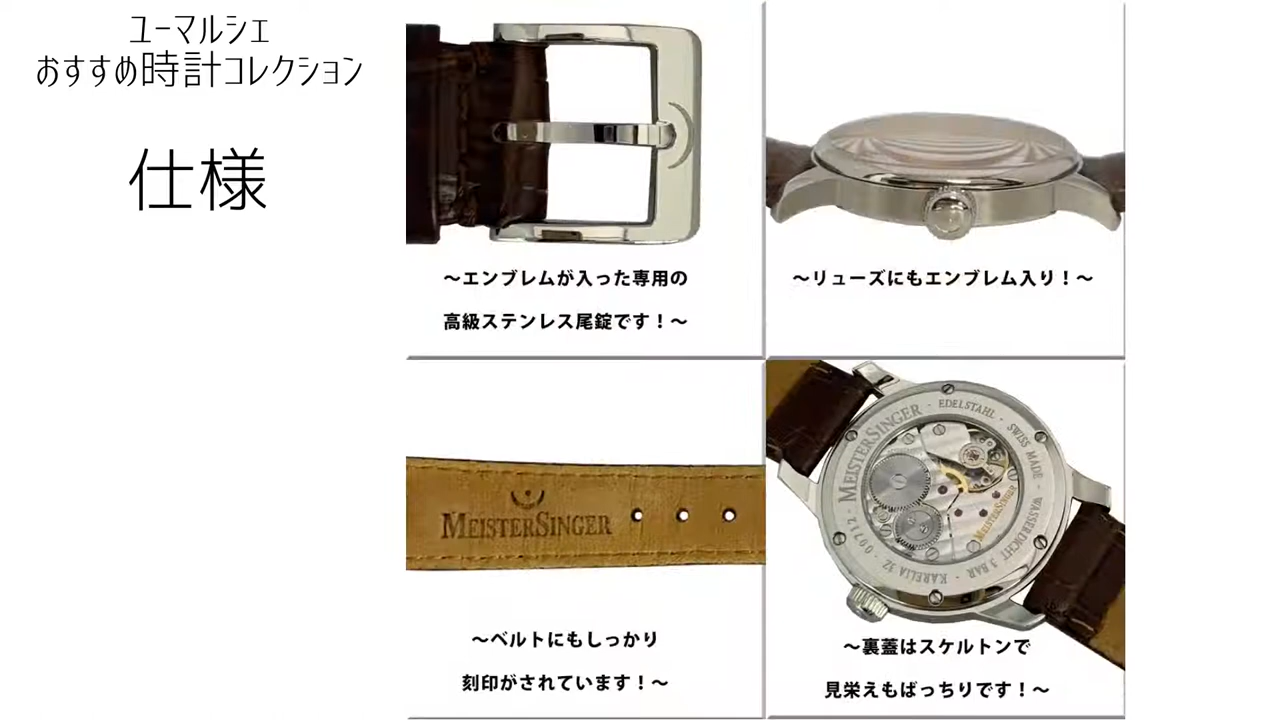 ユーマルシェ
おすすめ時計コレクション
仕様
～エンブレムが入った専用の
高級ステンレス尾錠です！～
～リューズにもエンブレム入り！～
MEISTERSINGER
～ベルトにもしっかり
刻印がされています！～
MEISTERSINGER · EDELSTAHL · SWISS MADE · WASSERDICHT 3 BAR · KARELIA 32 · 09712 ·
MEISTERSINGER
～裏蓋はスケルトンで
見栄えもばっちりです！～